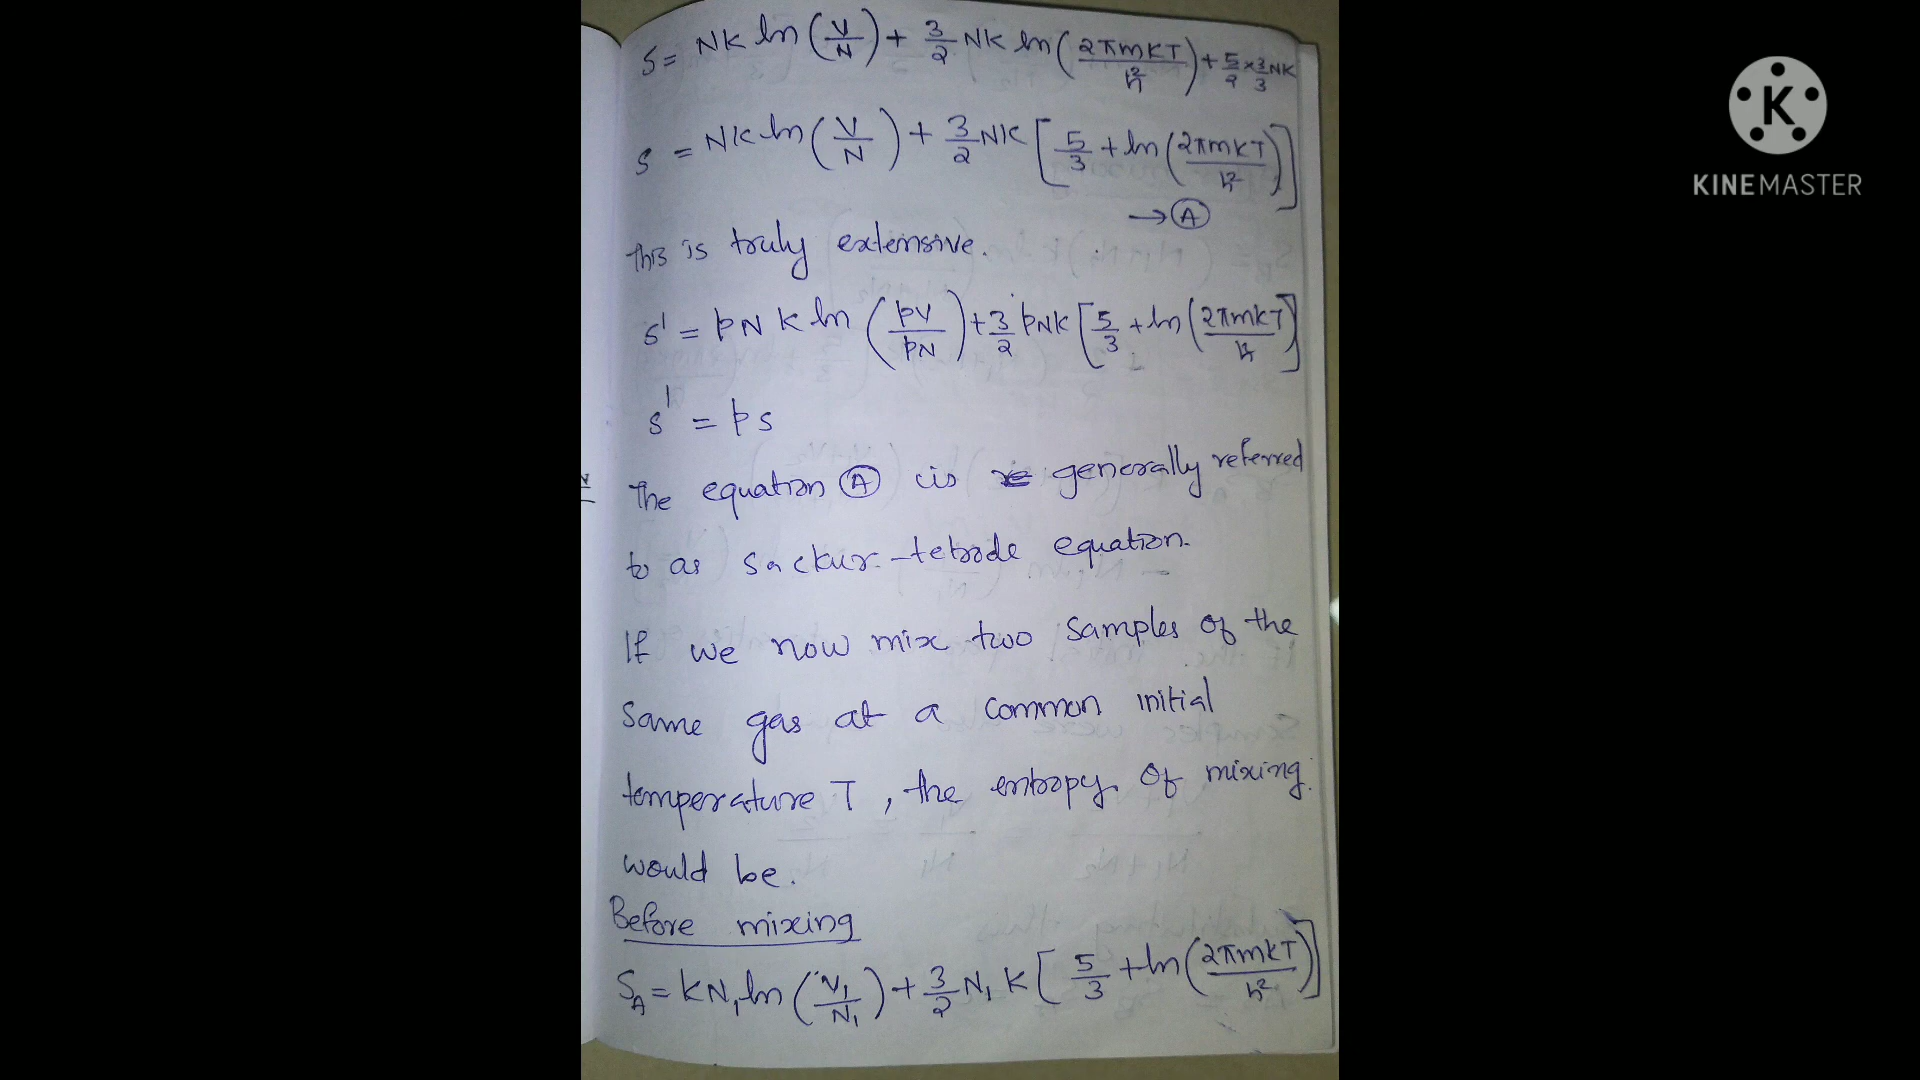 S = NK ln (V/N) + 3/2 NK ln (2πmKT/h²) + 5/2 × 3/3 NK
S = NK ln (V/N) + 3/2 NK [5/3 + ln (2πmKT/h²)]
→ Ⓐ
This is truly extensive.
S' = pN K ln (pV/pN) + 3/2 pNK [5/3 + ln (2πmKT/h²)]
S' = pS
The equation Ⓐ is generally referred
to as Sackur-tetrode equation.
If we now mix two samples of the
same gas at a common initial
temperature T, the entropy of mixing
would be.
Before mixing
S_A = KN₁ ln (V₁/N₁) + 3/2 N₁ K [5/3 + ln (2πmKT/h²)]
K
KINEMASTER